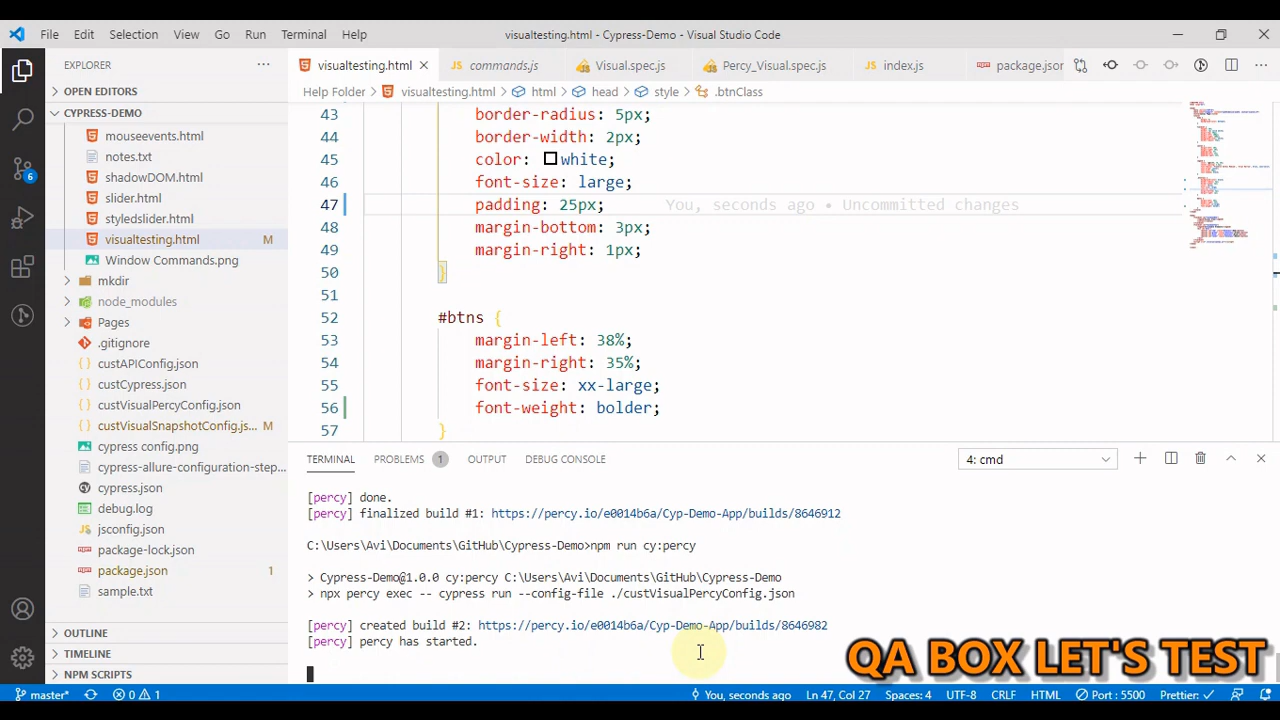 File Edit Selection View Go Run Terminal Help
visualtesting.html - Cypress-Demo - Visual Studio Code
EXPLORER
OPEN EDITORS
CYPRESS-DEMO
mouseevents.html
notes.txt
shadowDOM.html
slider.html
styledslider.html
visualtesting.html M
Window Commands.png
mkdir
node_modules
Pages
.gitignore
custAPIConfig.json
custCypress.json
custVisualPercyConfig.json
custVisualSnapshotConfig.js... M
cypress config.png
cypress-allure-configuration-step...
cypress.json
debug.log
jsconfig.json
package-lock.json
package.json 1
sample.txt
OUTLINE
TIMELINE
NPM SCRIPTS
6
visualtesting.html commands.js Visual.spec.js Percy_Visual.spec.js index.js package.json
Help Folder > visualtesting.html > html > head > style > .btnClass
43 border-radius: 5px;
44 border-width: 2px;
45 color: white;
46 font-size: large;
47 padding: 25px; You, seconds ago • Uncommitted changes
48 margin-bottom: 3px;
49 margin-right: 1px;
50 }
51
52 #btns {
53 margin-left: 38%;
54 margin-right: 35%;
55 font-size: xx-large;
56 font-weight: bolder;
57 }
TERMINAL PROBLEMS 1 OUTPUT DEBUG CONSOLE 4: cmd
[percy] done.
[percy] finalized build #1: https://percy.io/e0014b6a/Cyp-Demo-App/builds/8646912
C:\Users\Avi\Documents\GitHub\Cypress-Demo>npm run cy:percy
> Cypress-Demo@1.0.0 cy:percy C:\Users\Avi\Documents\GitHub\Cypress-Demo
> npx percy exec -- cypress run --config-file ./custVisualPercyConfig.json
[percy] created build #2: https://percy.io/e0014b6a/Cyp-Demo-App/builds/8646982
[percy] percy has started.
QA BOX LET'S TEST
master* 0 1 You, seconds ago Ln 47, Col 27 Spaces: 4 UTF-8 CRLF HTML Port : 5500 Prettier: ✓